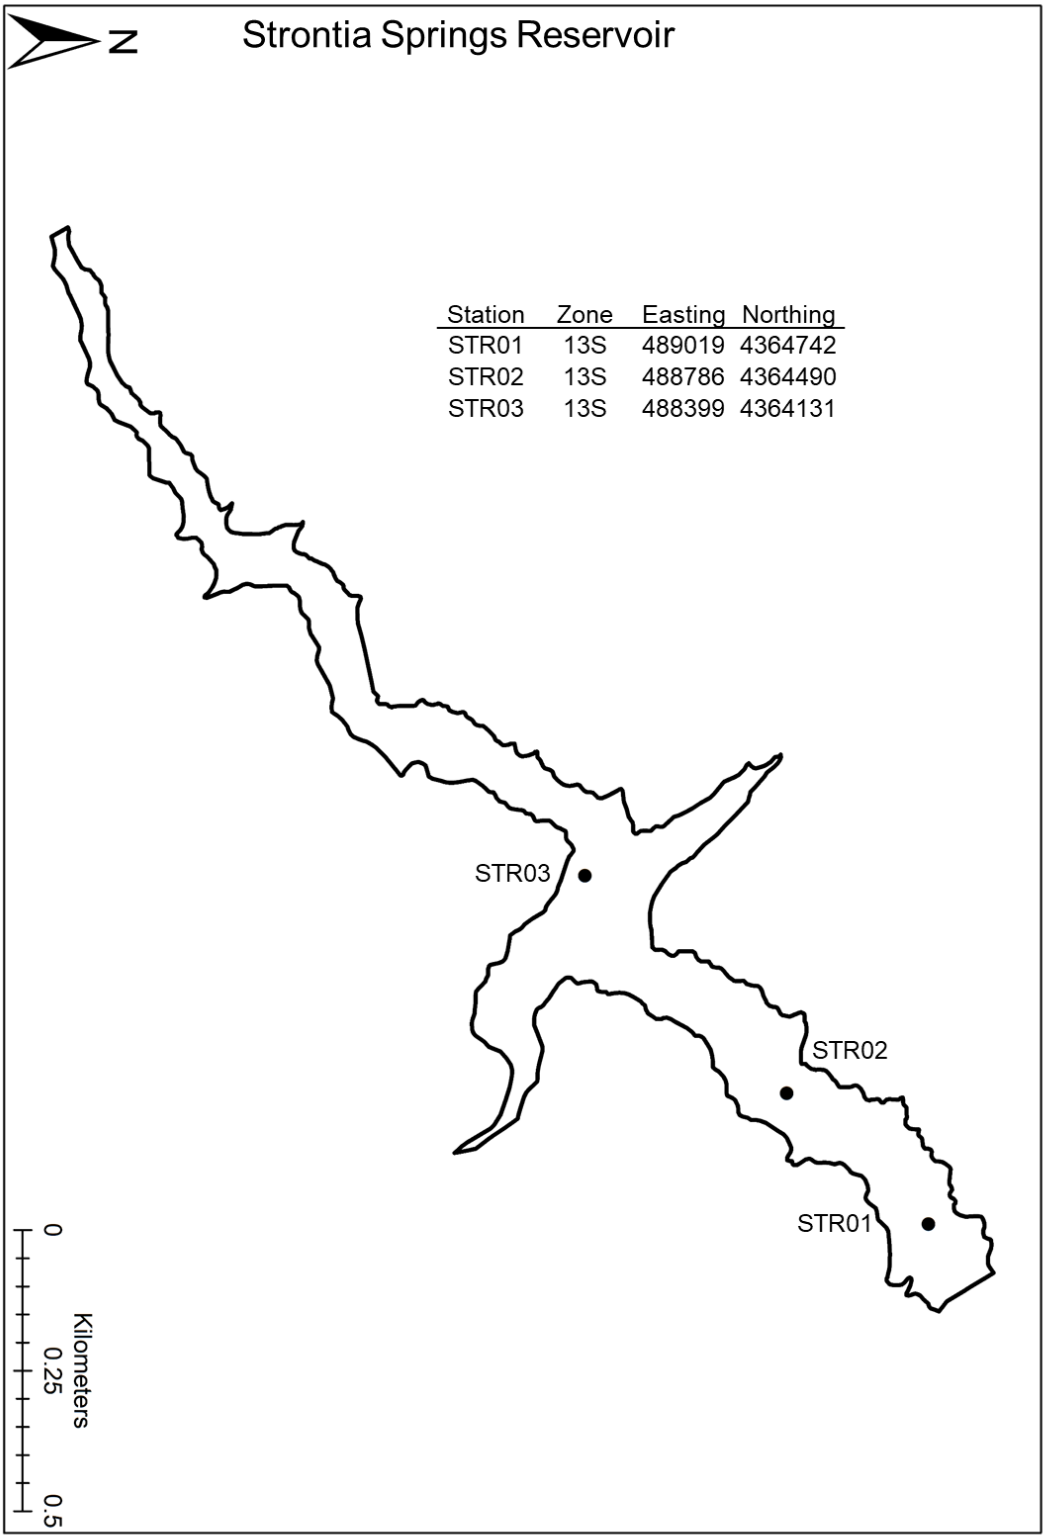 N
Strontia Springs Reservoir
Station Zone Easting Northing
STR01 13S 489019 4364742
STR02 13S 488786 4364490
STR03 13S 488399 4364131
STR03
STR02
STR01
0 0.25 0.5
Kilometers